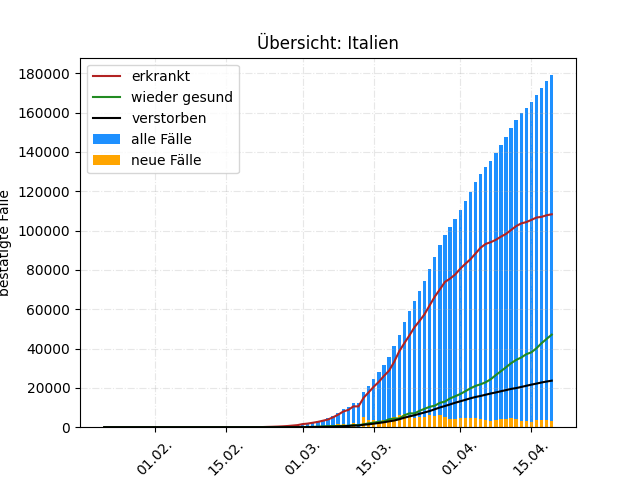 Übersicht: Italien
180000
160000
140000
120000
100000
80000
60000
40000
20000
0
bestätigte Fälle
erkrankt
wieder gesund
verstorben
alle Fälle
neue Fälle
01.02.
15.02.
01.03.
15.03.
01.04.
15.04.